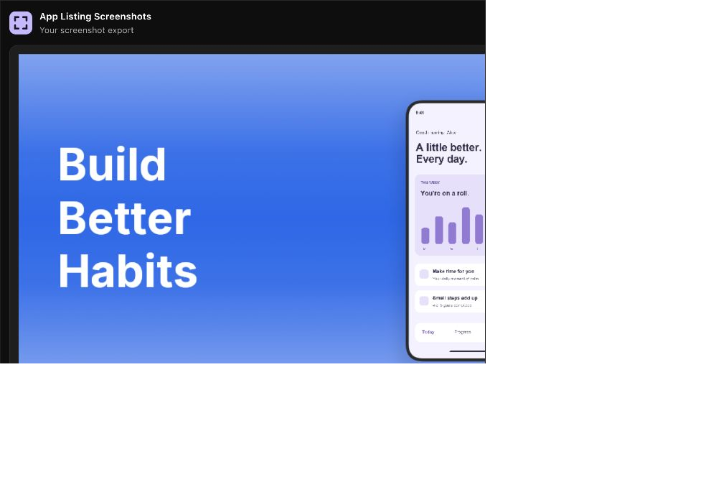 App Listing Screenshots
Your screenshot export
Build
Better
Habits
A little better.
Every day.
You're on a roll.
Make time for you
Small steps add up
Today
Progress